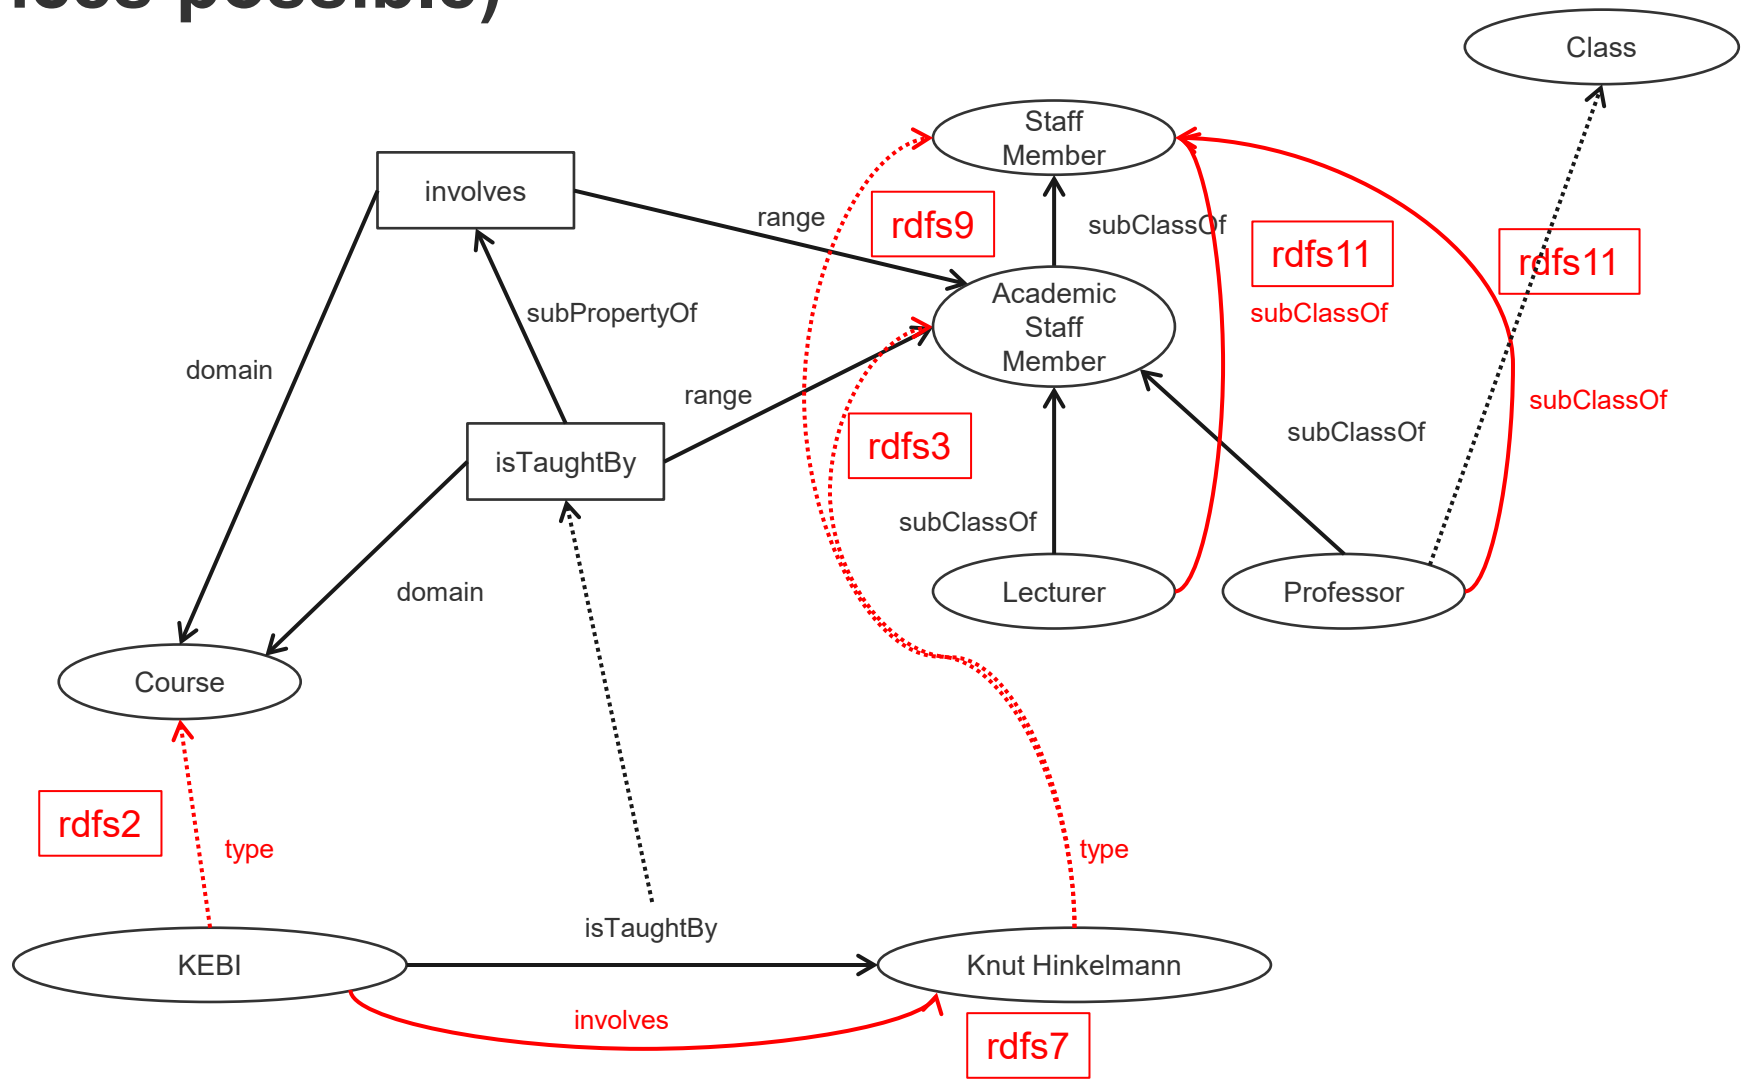 Class
Staff
Member
involves
range
rdfs9
subClassOf
rdfs11
rdfs11
Academic
Staff
Member
subPropertyOf
subClassOf
domain
range
subClassOf
subClassOf
rdfs3
isTaughtBy
subClassOf
domain
Lecturer
Professor
Course
rdfs2
type
type
isTaughtBy
KEBI
Knut Hinkelmann
involves
rdfs7